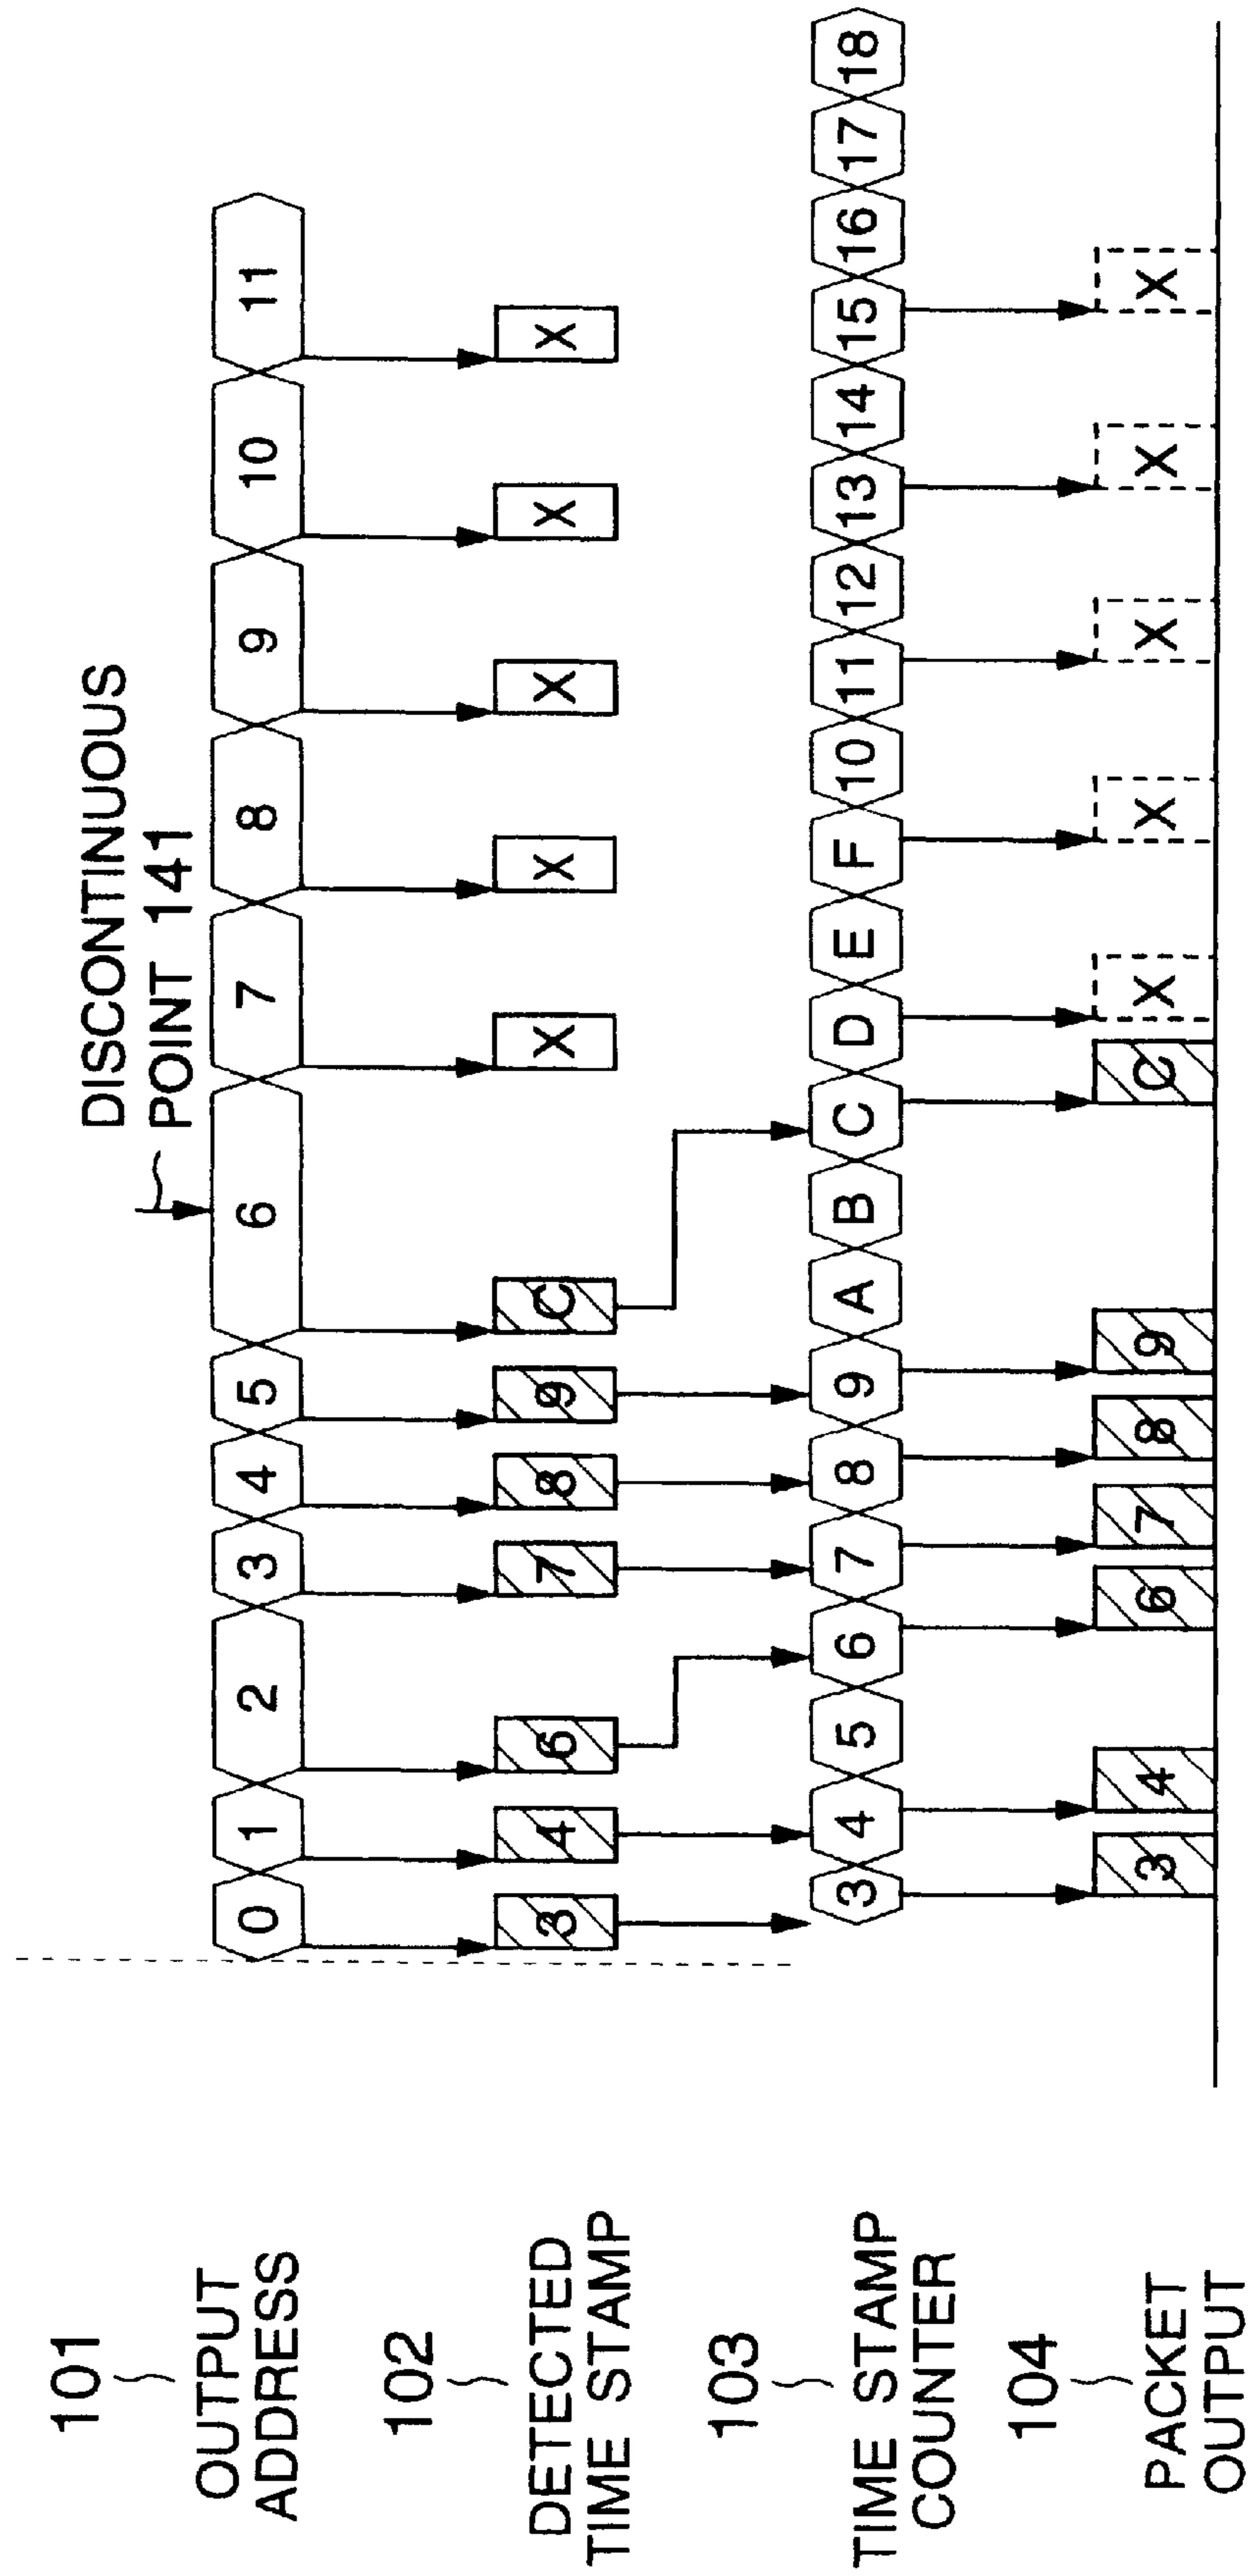 DISCONTINUOUS
POINT 141
101
OUTPUT
ADDRESS
0 1 2 3 4 5 6 7 8 9 10 11
102
DETECTED
TIME STAMP
3 4 6 7 8 9 C X X X X X
103
TIME STAMP
COUNTER
3 4 5 6 7 8 9 A B C D E F 10 11 12 13 14 15 16 17 18
104
PACKET
OUTPUT
3 4 6 7 8 9 C X X X X X